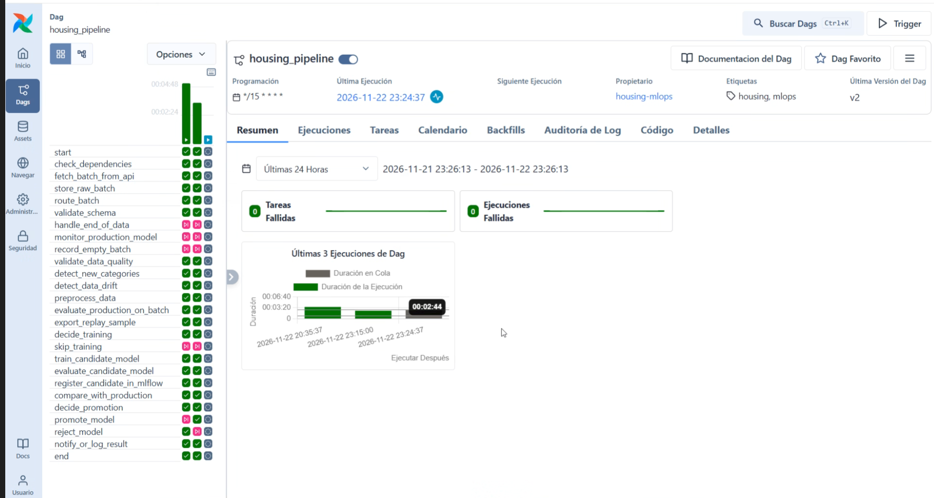 Dag
housing_pipeline
Buscar Dags Ctrl+K
Trigger
Inicio
Dags
Assets
Navegar
Administr...
Seguridad
Docs
Usuario
Opciones
00:04:48
00:02:24
start
check_dependencies
fetch_batch_from_api
store_raw_batch
route_batch
validate_schema
handle_end_of_data
monitor_production_model
record_empty_batch
validate_data_quality
detect_new_categories
detect_data_drift
preprocess_data
evaluate_production_on_batch
export_replay_sample
decide_training
skip_training
train_candidate_model
evaluate_candidate_model
register_candidate_in_mlflow
compare_with_production
decide_promotion
promote_model
reject_model
notify_or_log_result
end
housing_pipeline
Documentacion del Dag
Dag Favorito
Programación
*/15 * * * *
Última Ejecución
2026-11-22 23:24:37
Siguiente Ejecución
Propietario
housing-mlops
Etiquetas
housing, mlops
Última Versión del Dag
v2
Resumen Ejecuciones Tareas Calendario Backfills Auditoría de Log Código Detalles
Últimas 24 Horas 2026-11-21 23:26:13 - 2026-11-22 23:26:13
0 Tareas
Fallidas
0 Ejecuciones
Fallidas
Últimas 3 Ejecuciones de Dag
Duración en Cola
Duración de la Ejecución
Duración
00:06:40
00:03:20
0
00:02:44
2026-11-22 20:35:37
2026-11-22 23:15:00
2026-11-22 23:24:37
Ejecutar Después